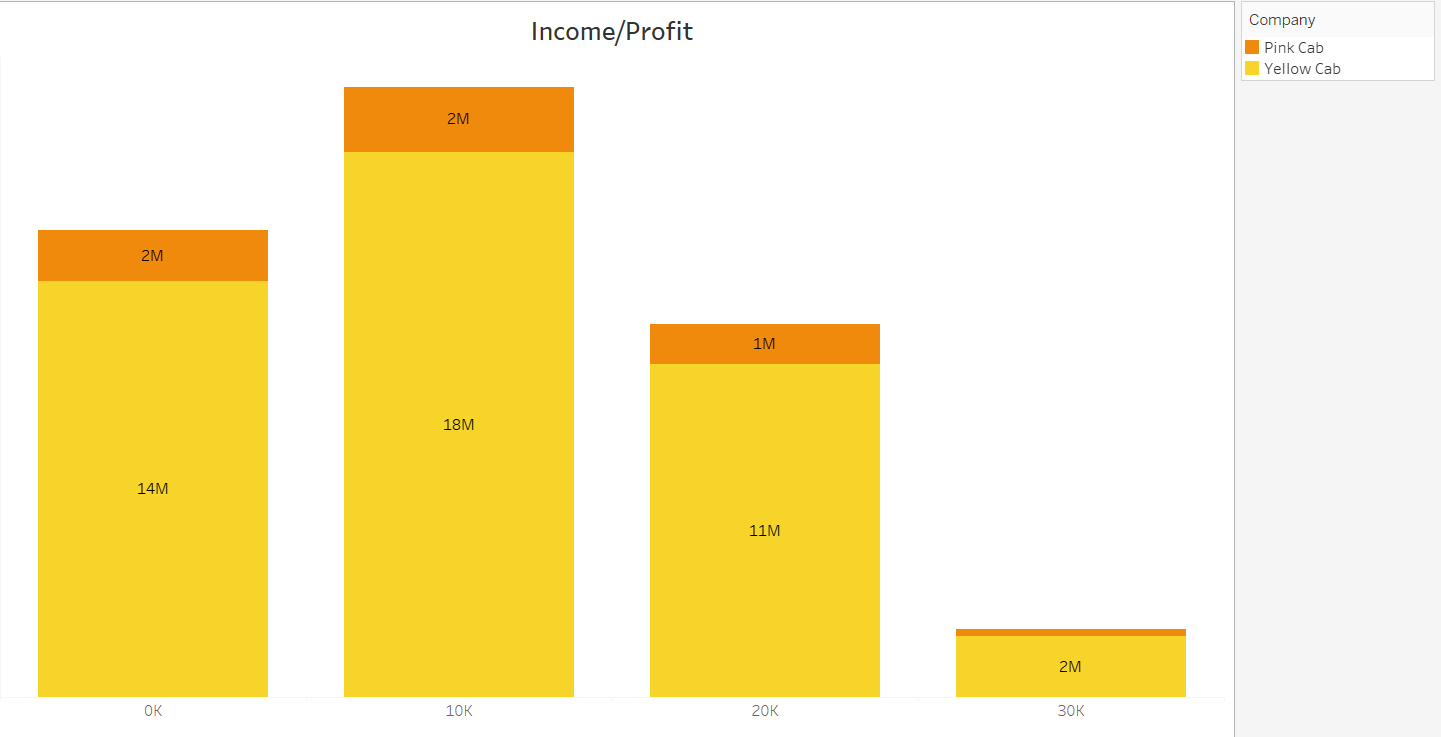 Income/Profit
Company
Pink Cab
Yellow Cab
2M
2M
1M
18M
14M
11M
2M
0K
10K
20K
30K